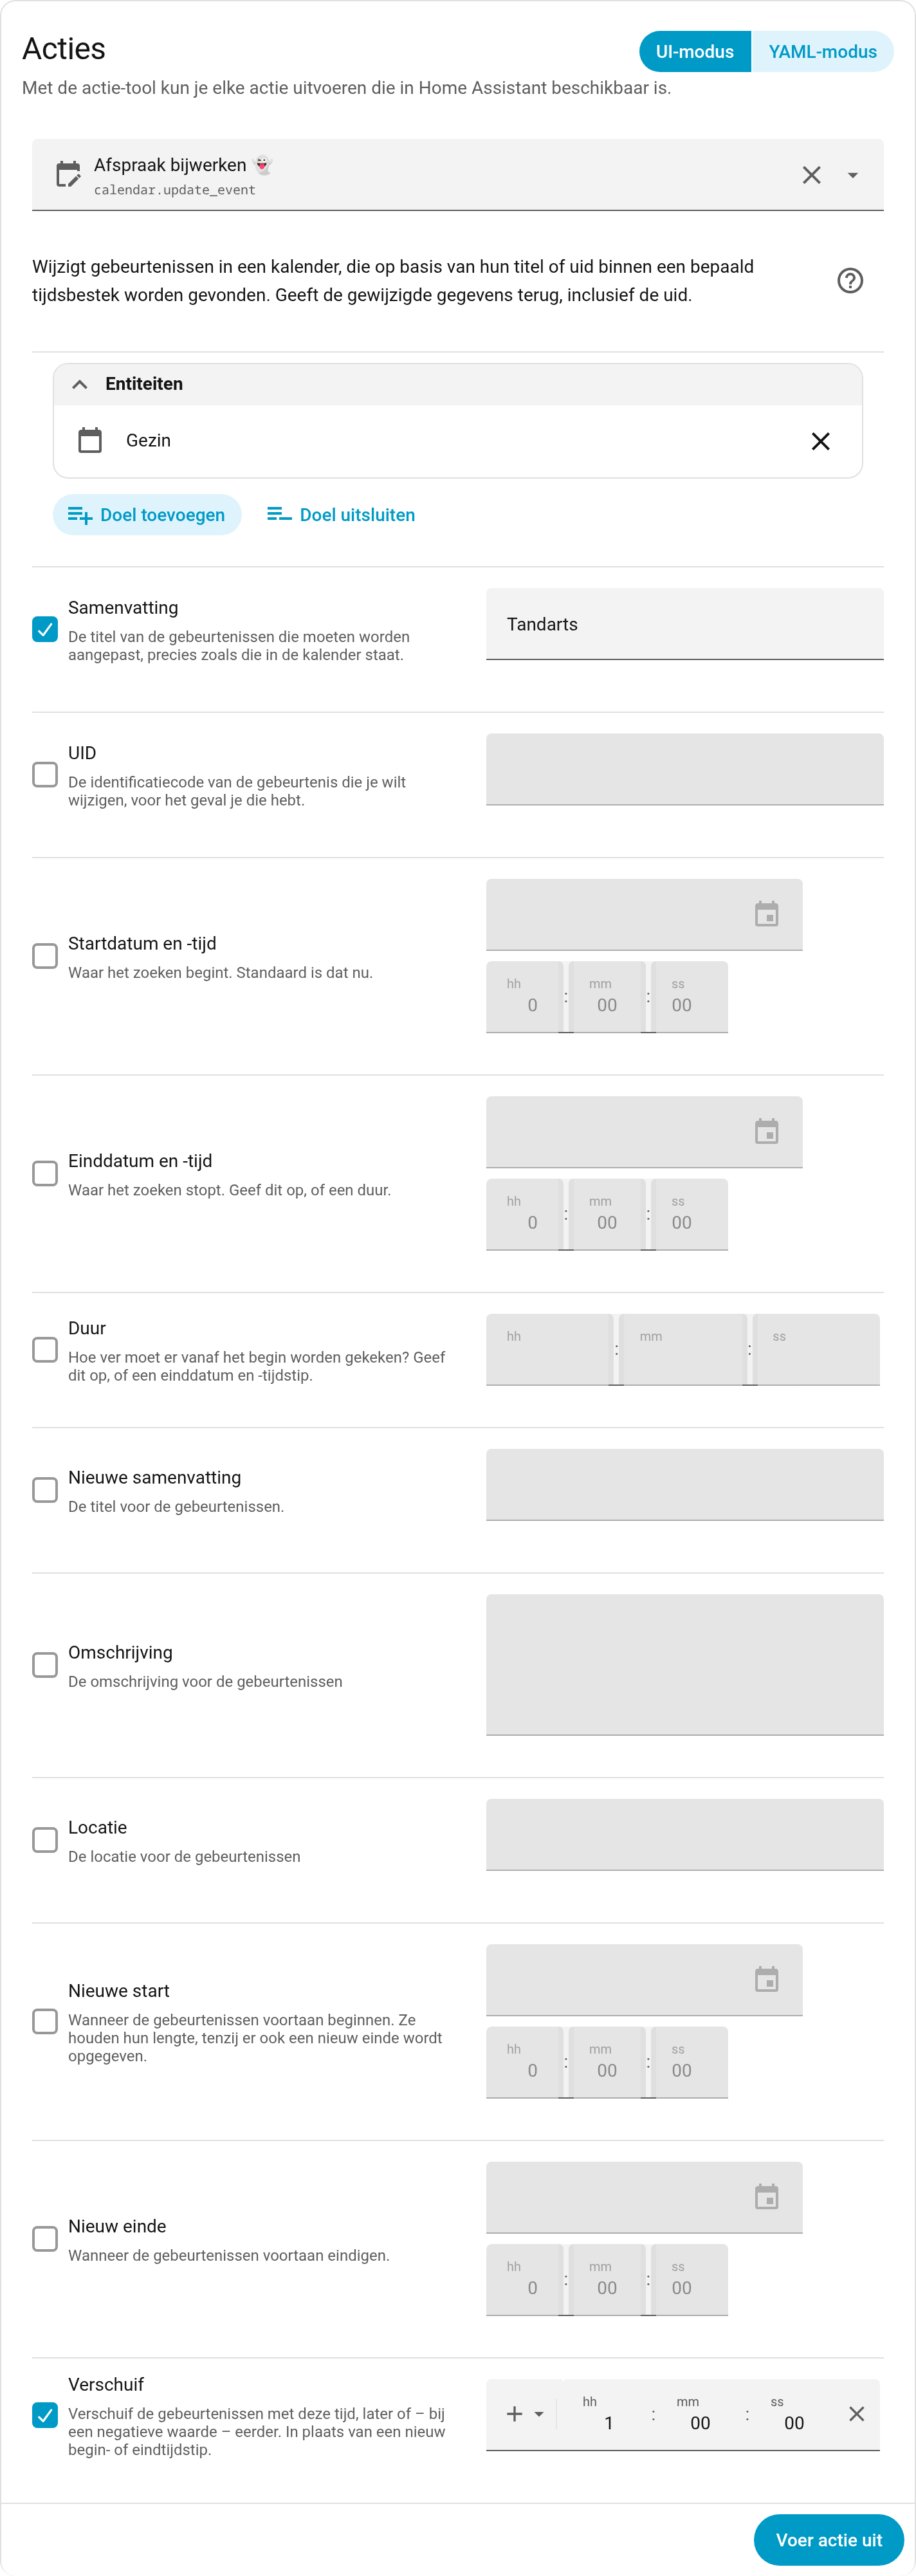 Acties
UI-modus
YAML-modus
Met de actie-tool kun je elke actie uitvoeren die in Home Assistant beschikbaar is.
Afspraak bijwerken 👻
calendar.update_event
Wijzigt gebeurtenissen in een kalender, die op basis van hun titel of uid binnen een bepaald
tijdsbestek worden gevonden. Geeft de gewijzigde gegevens terug, inclusief de uid.
Entiteiten
Gezin
Doel toevoegen
Doel uitsluiten
Samenvatting
De titel van de gebeurtenissen die moeten worden
aangepast, precies zoals die in de kalender staat.
Tandarts
UID
De identificatiecode van de gebeurtenis die je wilt
wijzigen, voor het geval je die hebt.
Startdatum en -tijd
Waar het zoeken begint. Standaard is dat nu.
hh : mm : ss
0 00 00
Einddatum en -tijd
Waar het zoeken stopt. Geef dit op, of een duur.
hh : mm : ss
0 00 00
Duur
Hoe ver moet er vanaf het begin worden gekeken? Geef
dit op, of een einddatum en -tijdstip.
hh : mm : ss
Nieuwe samenvatting
De titel voor de gebeurtenissen.
Omschrijving
De omschrijving voor de gebeurtenissen
Locatie
De locatie voor de gebeurtenissen
Nieuwe start
Wanneer de gebeurtenissen voortaan beginnen. Ze
houden hun lengte, tenzij er ook een nieuw einde wordt
opgegeven.
hh : mm : ss
0 00 00
Nieuw einde
Wanneer de gebeurtenissen voortaan eindigen.
hh : mm : ss
0 00 00
Verschuif
Verschuif de gebeurtenissen met deze tijd, later of – bij
een negatieve waarde – eerder. In plaats van een nieuw
begin- of eindtijdstip.
hh : mm : ss
1 00 00
Voer actie uit